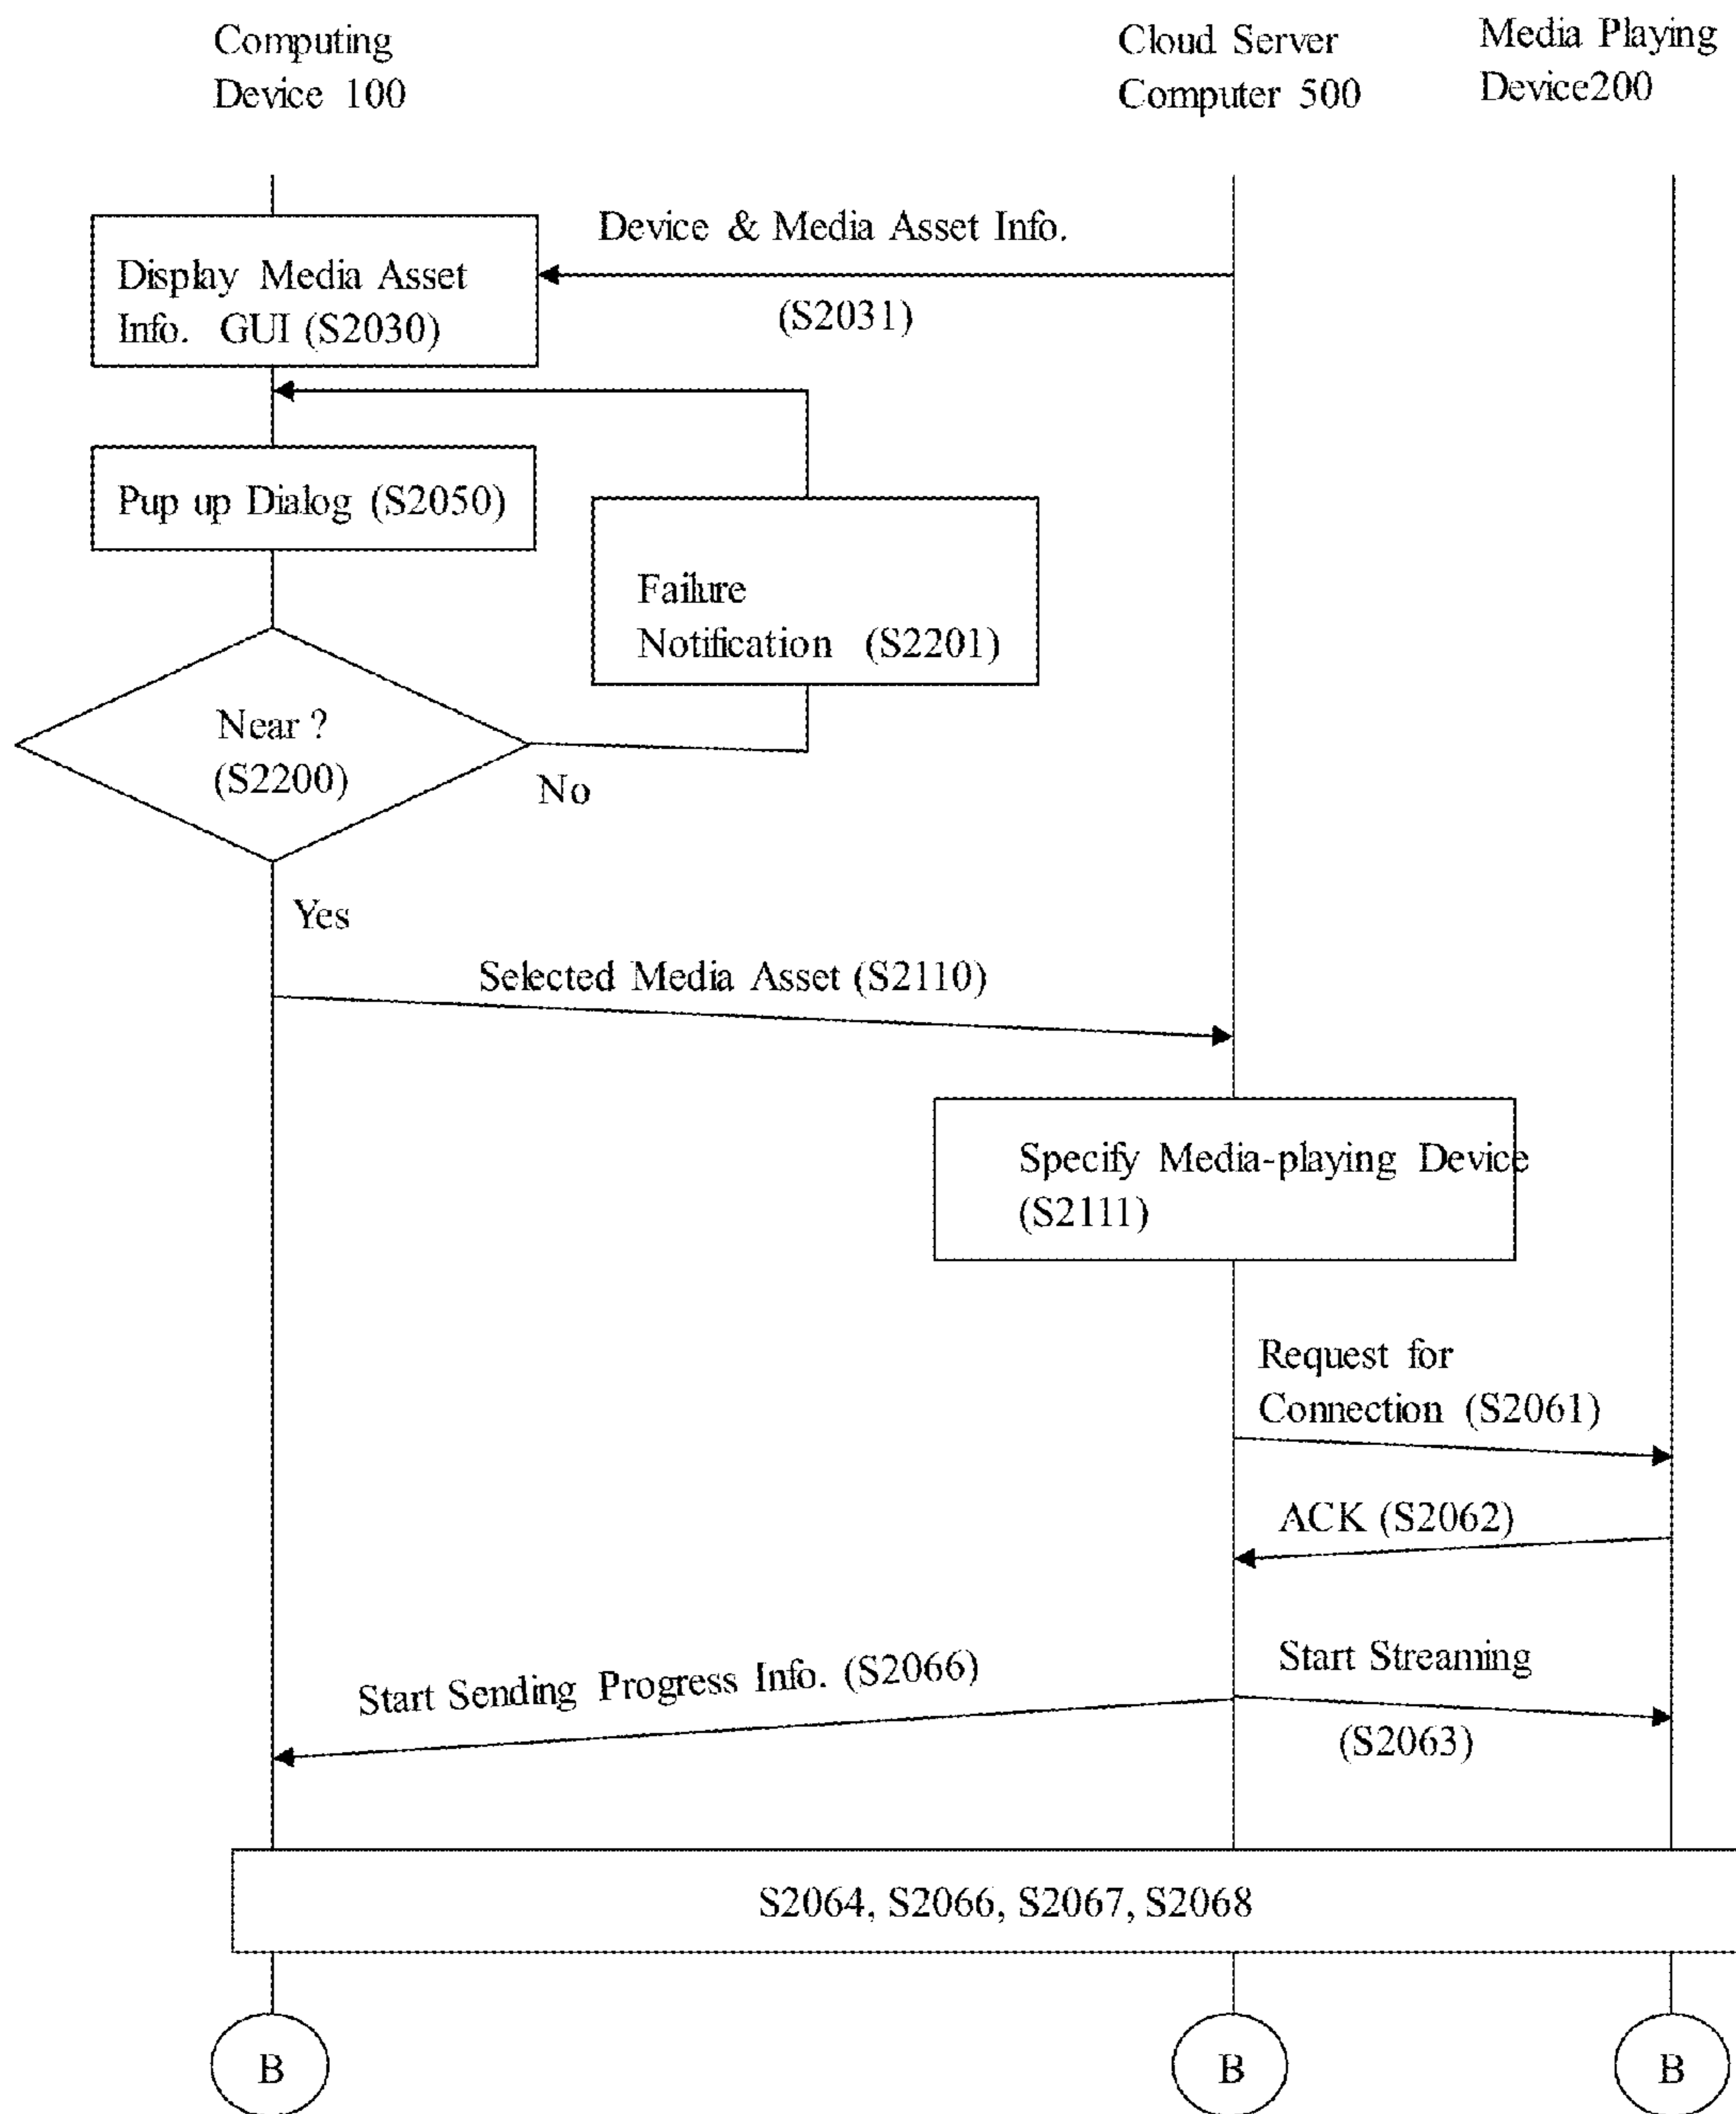 Computing
Device 100
Cloud Server
Computer 500
Media Playing
Device200
Device & Media Asset Info.
(S2031)
Display Media Asset
Info. GUI (S2030)
Pup up Dialog (S2050)
Failure
Notification (S2201)
Near ?
(S2200)
No
Yes
Selected Media Asset (S2110)
Specify Media-playing Device
(S2111)
Request for
Connection (S2061)
ACK (S2062)
Start Sending Progress Info. (S2066)
Start Streaming
(S2063)
S2064, S2066, S2067, S2068
B
B
B